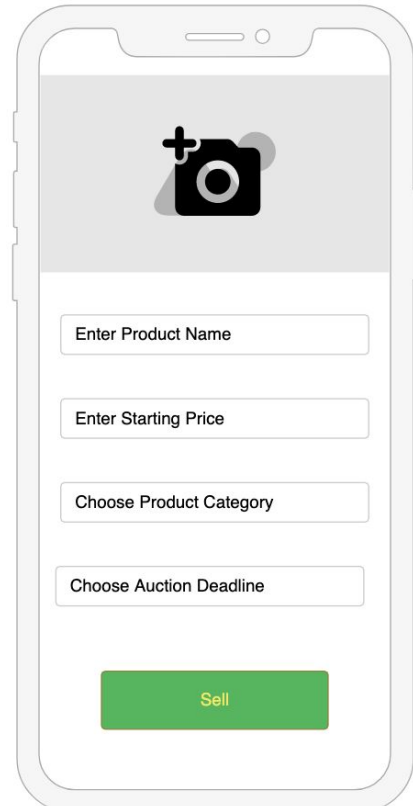 Enter Product Name
Enter Starting Price
Choose Product Category
Choose Auction Deadline
Sell